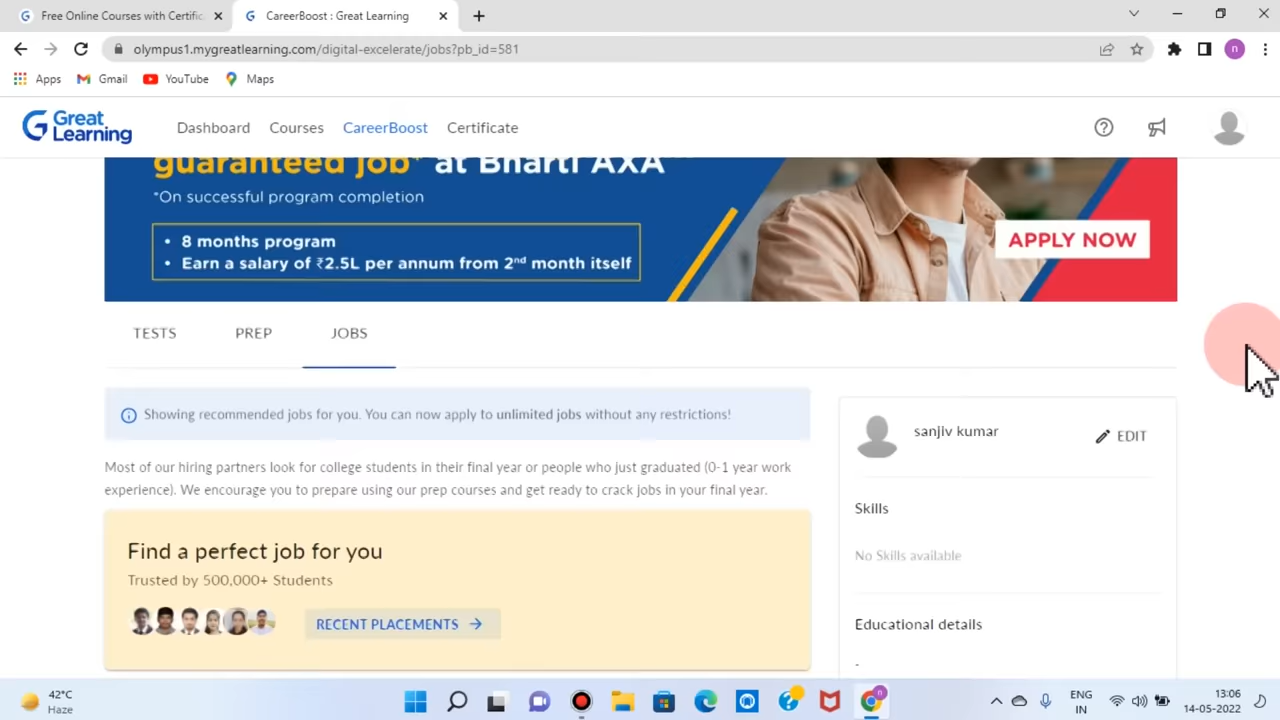 Free Online Courses with Certific
CareerBoost : Great Learning
olympus1.mygreatlearning.com/digital-excelerate/jobs?pb_id=581
n
Apps
Gmail
YouTube
Maps
Great
Learning
Dashboard
Courses
CareerBoost
Certificate
guaranteed job* at Bharti AXA
*On successful program completion
• 8 months program
• Earn a salary of ₹2.5L per annum from 2nd month itself
APPLY NOW
TESTS
PREP
JOBS
Showing recommended jobs for you. You can now apply to unlimited jobs without any restrictions!
Most of our hiring partners look for college students in their final year or people who just graduated (0-1 year work
experience). We encourage you to prepare using our prep courses and get ready to crack jobs in your final year.
sanjiv kumar
EDIT
Skills
No Skills available
Educational details
-
Find a perfect job for you
Trusted by 500,000+ Students
RECENT PLACEMENTS
42°C
Haze
n
ENG
IN
13:06
14-05-2022